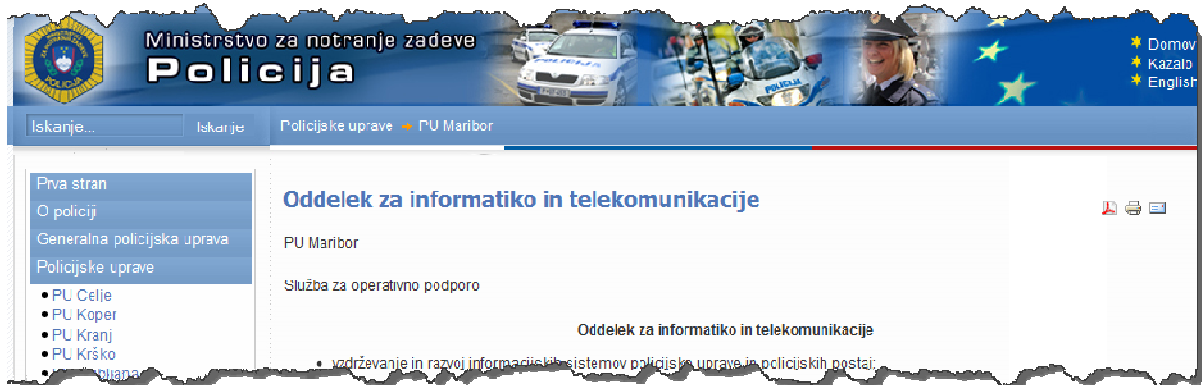 Ministrstvo za notranje zadeve
Policija
Domov
Kazalo
English
Iskanje...
Iskanje
Policijske uprave → PU Maribor
Prva stran
O policiji
Generalna policijska uprava
Policijske uprave
• PU Celje
• PU Koper
• PU Kranj
• PU Krško
Oddelek za informatiko in telekomunikacije
PU Maribor
Služba za operativno podporo
Oddelek za informatiko in telekomunikacije
• vzdrževanje in razvoj informacijskih sistemov policijske uprave in policijskih postaj;